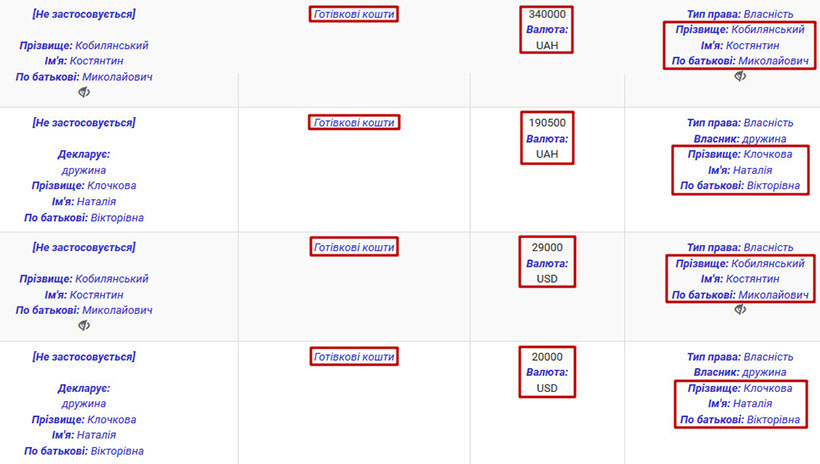 [Не застосовується]
Прізвище: Кобилянський
Ім'я: Костянтин
По батькові: Миколайович
Готівкові кошти
340000
Валюта:
UAH
Тип права: Власність
Прізвище: Кобилянський
Ім'я: Костянтин
По батькові: Миколайович
[Не застосовується]
Декларує:
дружина
Прізвище: Клочкова
Ім'я: Наталія
По батькові: Вікторівна
Готівкові кошти
190500
Валюта:
UAH
Тип права: Власність
Власник: дружина
Прізвище: Клочкова
Ім'я: Наталія
По батькові: Вікторівна
[Не застосовується]
Прізвище: Кобилянський
Ім'я: Костянтин
По батькові: Миколайович
Готівкові кошти
29000
Валюта:
USD
Тип права: Власність
Прізвище: Кобилянський
Ім'я: Костянтин
По батькові: Миколайович
[Не застосовується]
Декларує:
дружина
Прізвище: Клочкова
Ім'я: Наталія
По батькові: Вікторівна
Готівкові кошти
20000
Валюта:
USD
Тип права: Власність
Власник: дружина
Прізвище: Клочкова
Ім'я: Наталія
По батькові: Вікторівна